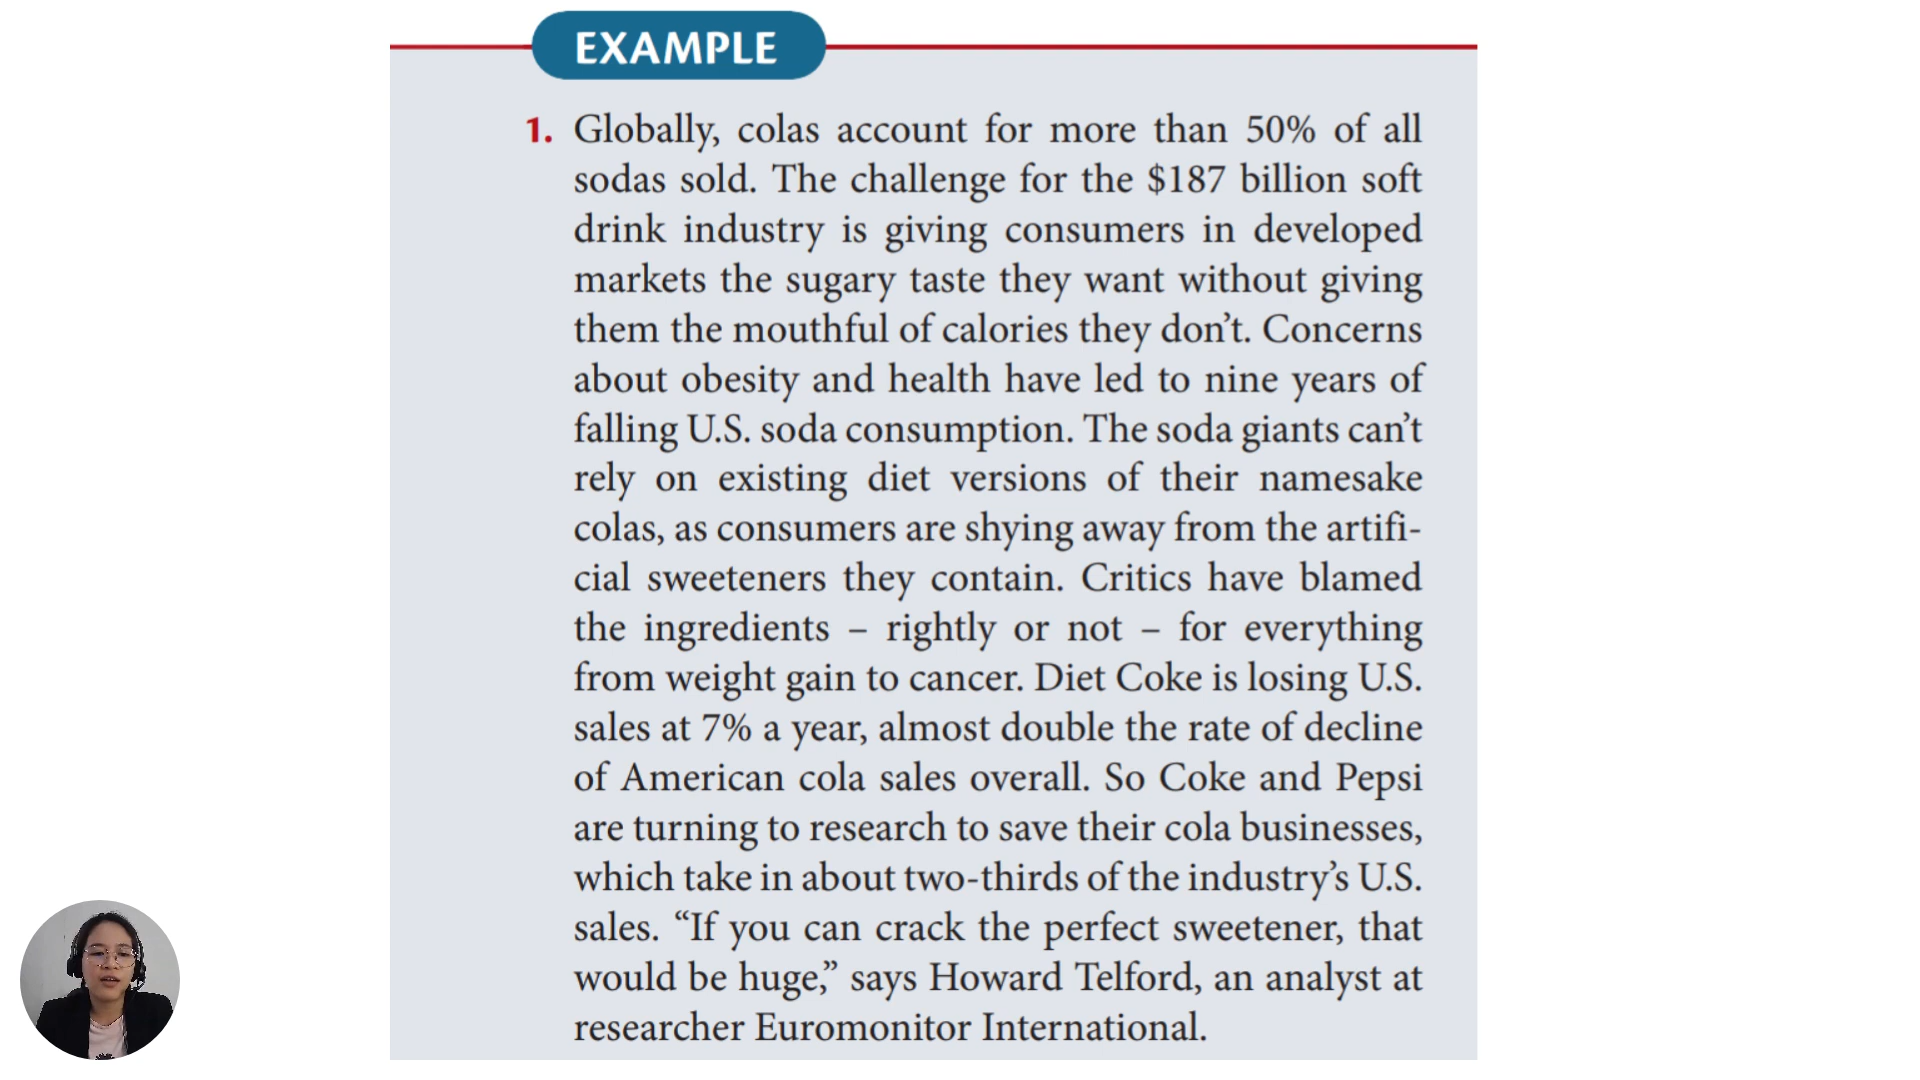 EXAMPLE
1. Globally, colas account for more than 50% of all
sodas sold. The challenge for the $187 billion soft
drink industry is giving consumers in developed
markets the sugary taste they want without giving
them the mouthful of calories they don’t. Concerns
about obesity and health have led to nine years of
falling U.S. soda consumption. The soda giants can’t
rely on existing diet versions of their namesake
colas, as consumers are shying away from the artifi-
cial sweeteners they contain. Critics have blamed
the ingredients – rightly or not – for everything
from weight gain to cancer. Diet Coke is losing U.S.
sales at 7% a year, almost double the rate of decline
of American cola sales overall. So Coke and Pepsi
are turning to research to save their cola businesses,
which take in about two-thirds of the industry’s U.S.
sales. “If you can crack the perfect sweetener, that
would be huge,” says Howard Telford, an analyst at
researcher Euromonitor International.